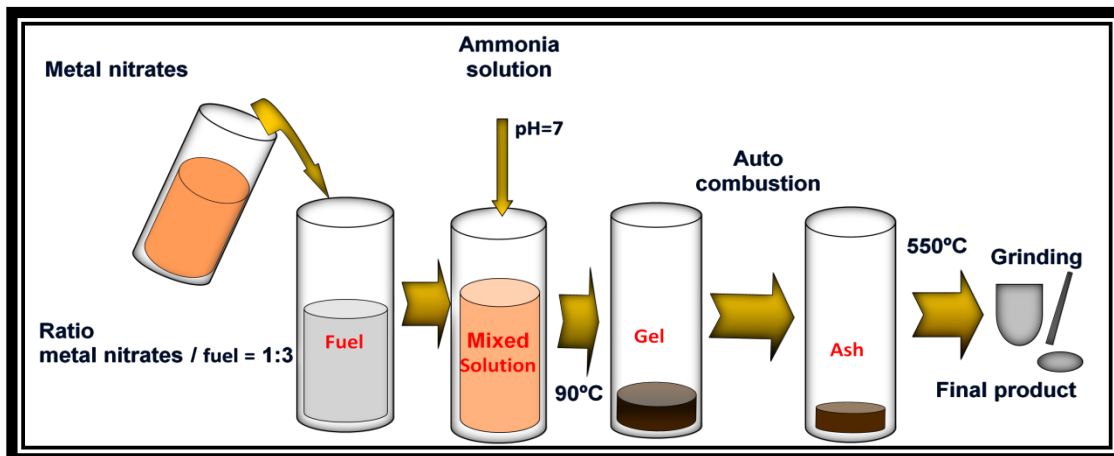 Metal nitrates
Ammonia
solution
pH=7
Auto
combustion
550ºC
Grinding
Ratio
metal nitrates / fuel = 1:3
Fuel
Mixed
Solution
90ºC
Gel
Ash
Final product